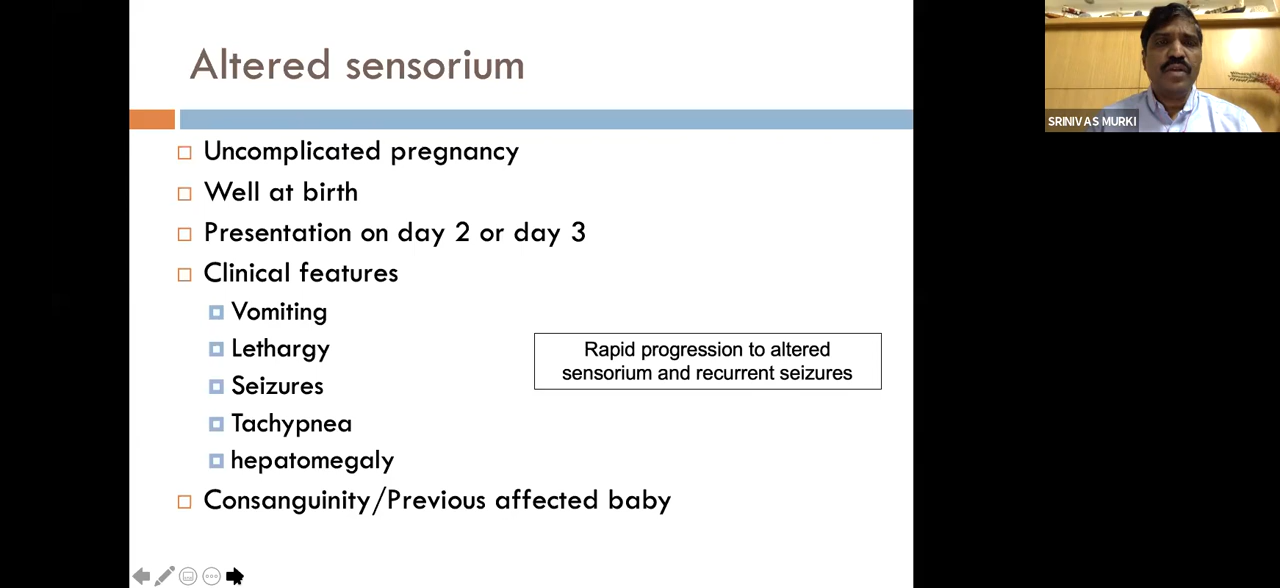 Altered sensorium
Uncomplicated pregnancy
Well at birth
Presentation on day 2 or day 3
Clinical features
Vomiting
Lethargy
Seizures
Tachypnea
hepatomegaly
Rapid progression to altered
sensorium and recurrent seizures
Consanguinity/Previous affected baby
SRINIVAS MURKI